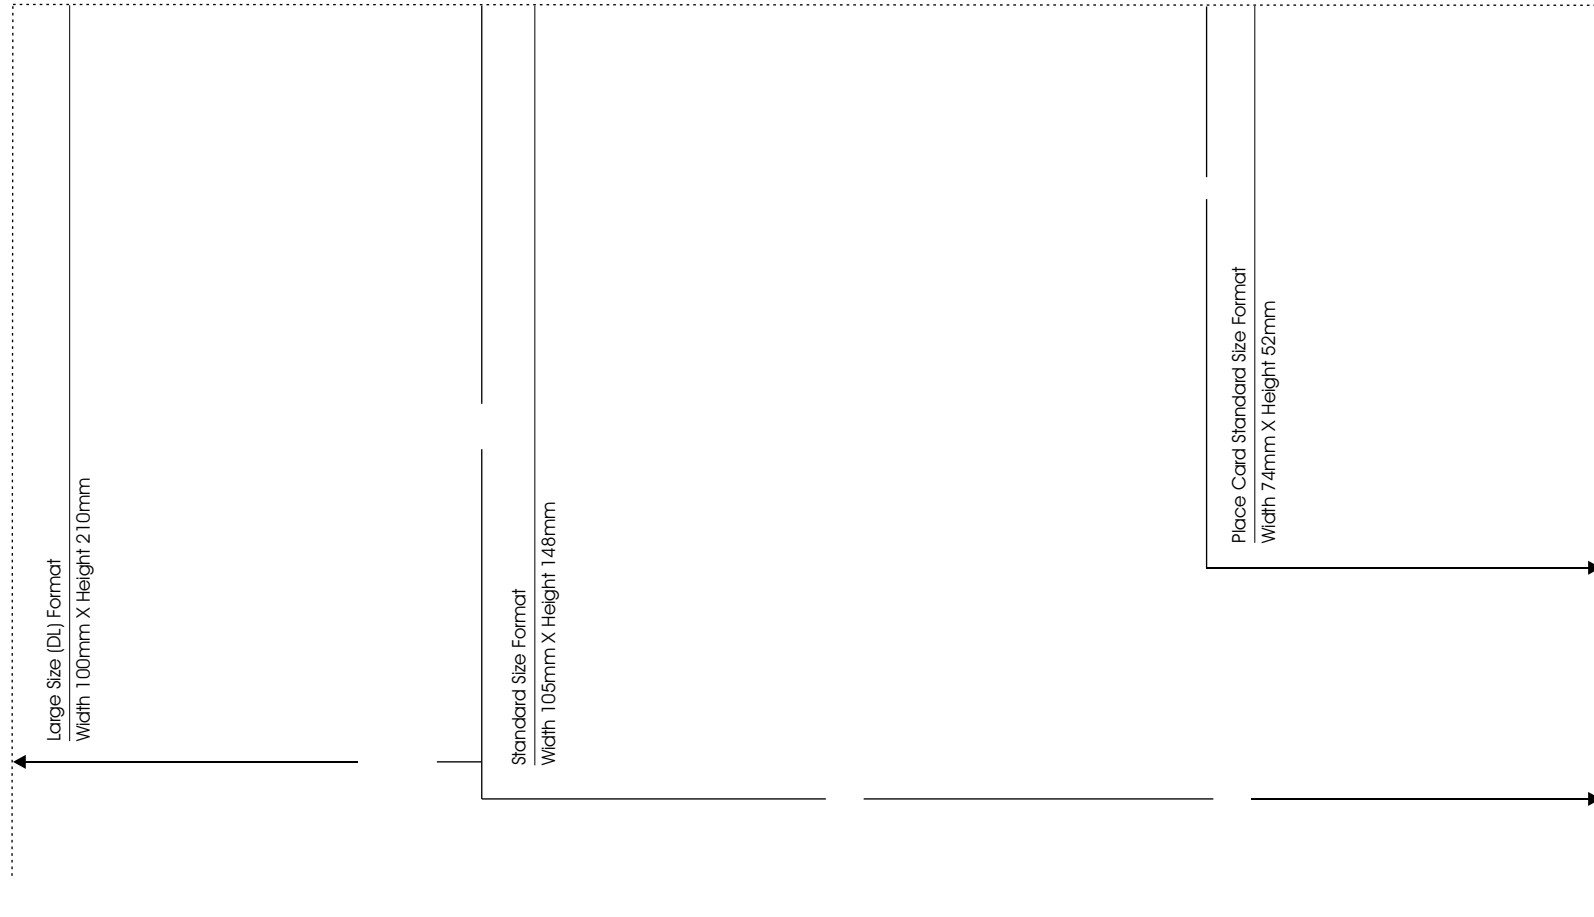 Large Size (DL) Format
Width 100mm X Height 210mm
Standard Size Format
Width 105mm X Height 148mm
Place Card Standard Size Format
Width 74mm X Height 52mm